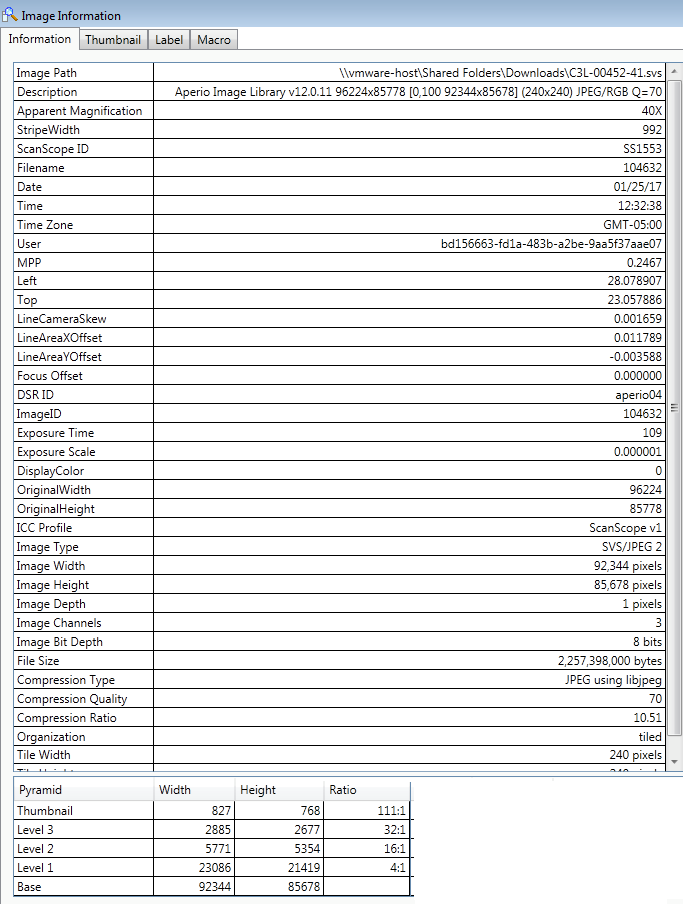 Image Information
Information Thumbnail Label Macro
Image Path \\vmware-host\Shared Folders\Downloads\C3L-00452-41.svs
Description Aperio Image Library v12.0.11 96224x85778 [0,100 92344x85678] (240x240) JPEG/RGB Q=70
Apparent Magnification 40X
StripeWidth 992
ScanScope ID SS1553
Filename 104632
Date 01/25/17
Time 12:32:38
Time Zone GMT-05:00
User bd156663-fd1a-483b-a2be-9aa5f37aae07
MPP 0.2467
Left 28.078907
Top 23.057886
LineCameraSkew 0.001659
LineAreaXOffset 0.011789
LineAreaYOffset -0.003588
Focus Offset 0.000000
DSR ID aperio04
ImageID 104632
Exposure Time 109
Exposure Scale 0.000001
DisplayColor 0
OriginalWidth 96224
OriginalHeight 85778
ICC Profile ScanScope v1
Image Type SVS/JPEG 2
Image Width 92,344 pixels
Image Height 85,678 pixels
Image Depth 1 pixels
Image Channels 3
Image Bit Depth 8 bits
File Size 2,257,398,000 bytes
Compression Type JPEG using libjpeg
Compression Quality 70
Compression Ratio 10.51
Organization tiled
Tile Width 240 pixels
Pyramid Width Height Ratio
Thumbnail 827 768 111:1
Level 3 2885 2677 32:1
Level 2 5771 5354 16:1
Level 1 23086 21419 4:1
Base 92344 85678